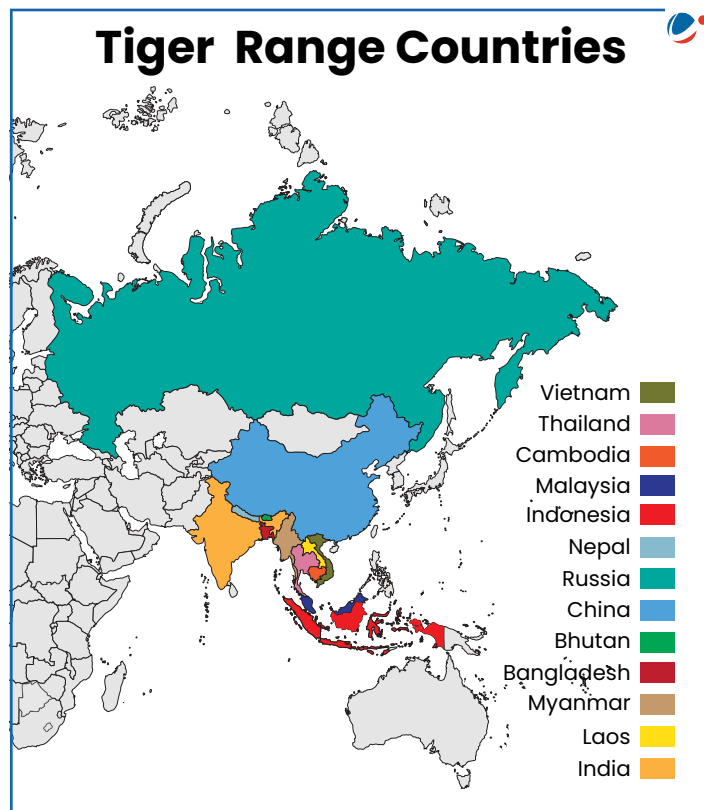 Tiger Range Countries
Vietnam
Thailand
Cambodia
Malaysia
Indonesia
Nepal
Russia
China
Bhutan
Bangladesh
Myanmar
Laos
India